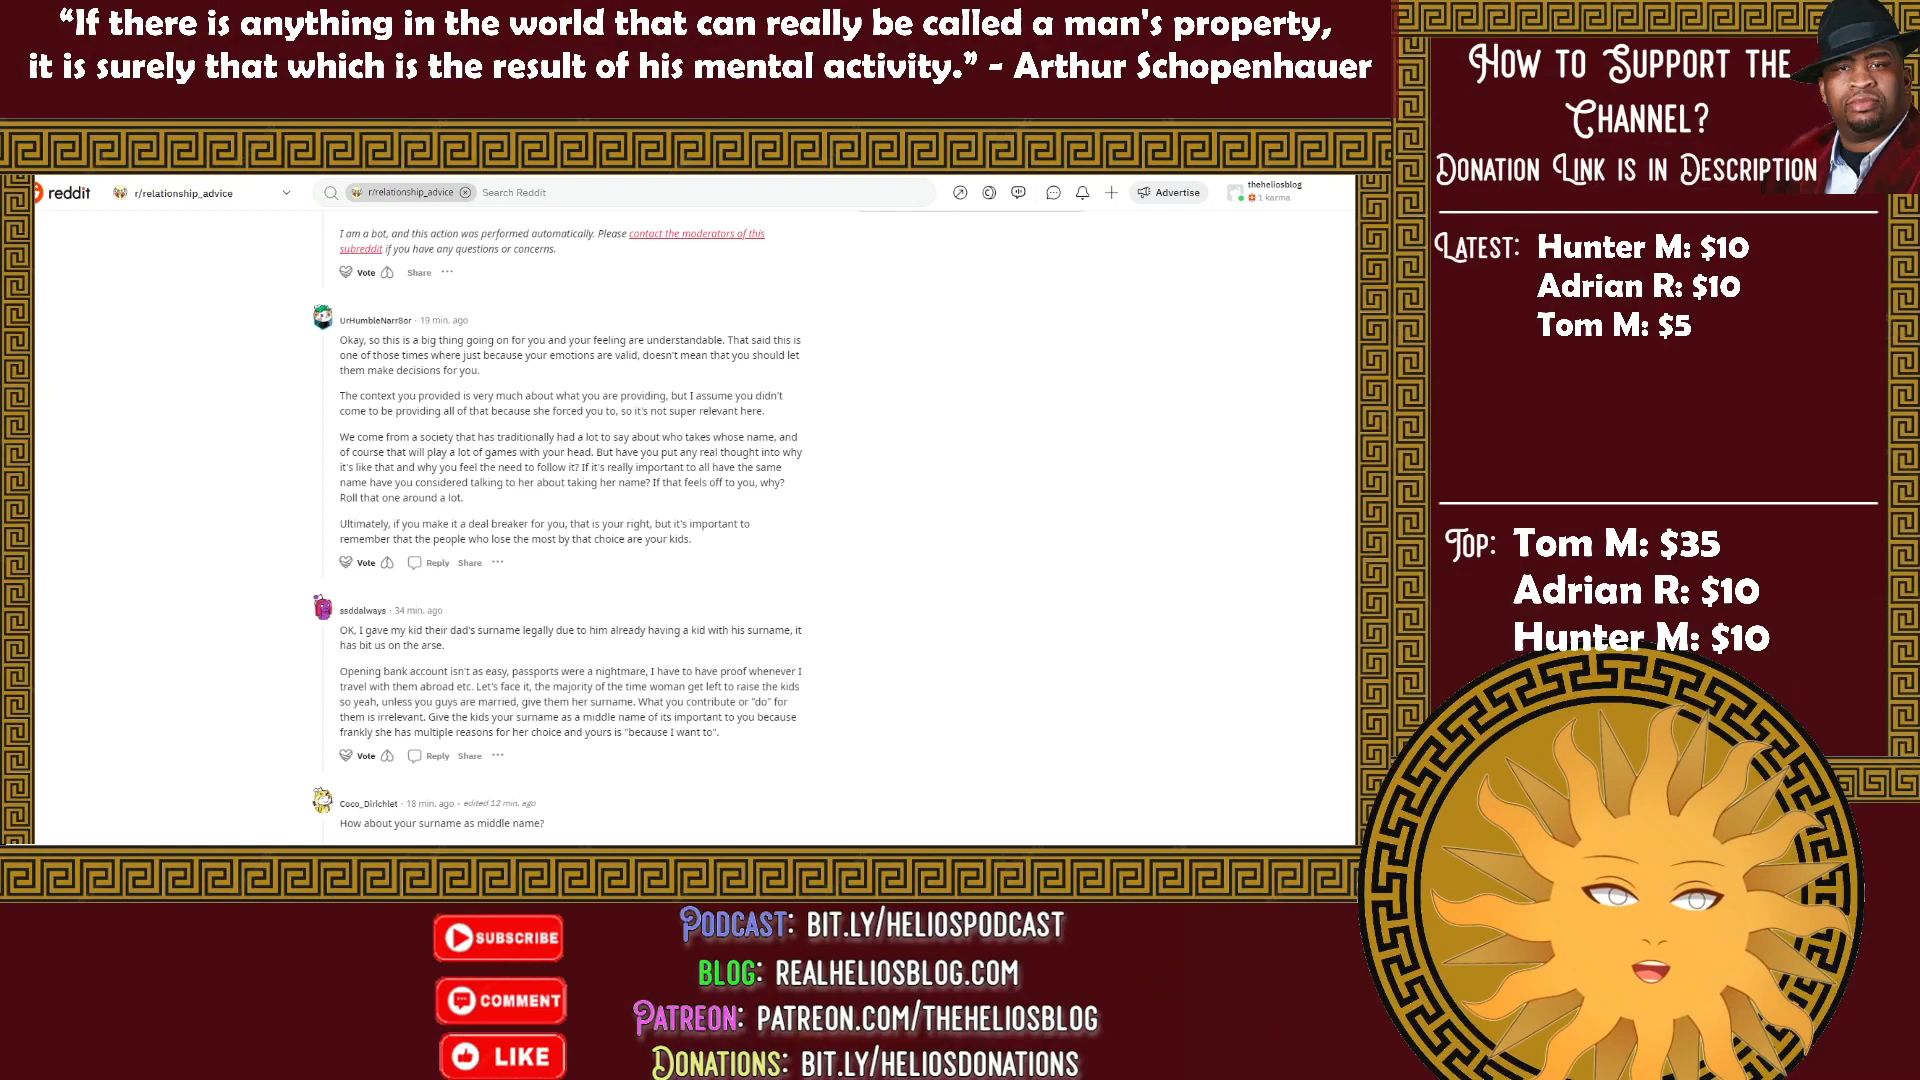 “If there is anything in the world that can really be called a man's property,
it is surely that which is the result of his mental activity.” - Arthur Schopenhauer
How to Support the
Channel?
Donation Link is in Description
Latest: Hunter M: $10
Adrian R: $10
Tom M: $5
Top: Tom M: $35
Adrian R: $10
Hunter M: $10
reddit r/relationship_advice r/relationship_advice Search Reddit Advertise theheliosblog
1 karma
I am a bot, and this action was performed automatically. Please contact the moderators of this
subreddit if you have any questions or concerns.
Vote Share ···
UrHumbleNarr8or · 19 min. ago
Okay, so this is a big thing going on for you and your feeling are understandable. That said this is
one of those times where just because your emotions are valid, doesn't mean that you should let
them make decisions for you.
The context you provided is very much about what you are providing, but I assume you didn't
come to be providing all of that because she forced you to, so it's not super relevant here.
We come from a society that has traditionally had a lot to say about who takes whose name, and
of course that will play a lot of games with your head. But have you put any real thought into why
it's like that and why you feel the need to follow it? If it's really important to all have the same
name have you considered talking to her about taking her name? If that feels off to you, why?
Roll that one around a lot.
Ultimately, if you make it a deal breaker for you, that is your right, but it's important to
remember that the people who lose the most by that choice are your kids.
Vote Reply Share ···
ssddalways · 34 min. ago
OK, I gave my kid their dad's surname legally due to him already having a kid with his surname, it
has bit us on the arse.
Opening bank account isn't as easy, passports were a nightmare, I have to have proof whenever I
travel with them abroad etc. Let's face it, the majority of the time woman get left to raise the kids
so yeah, unless you guys are married, give them her surname. What you contribute or "do" for
them is irrelevant. Give the kids your surname as a middle name of its important to you because
frankly she has multiple reasons for her choice and yours is "because I want to".
Vote Reply Share ···
Coco_Dirichlet · 18 min. ago · edited 12 min. ago
How about your surname as middle name?
SUBSCRIBE
COMMENT
LIKE
Podcast: bit.ly/heliospodcast
Blog: realheliosblog.com
Patreon: patreon.com/theheliosblog
Donations: bit.ly/heliosdonations